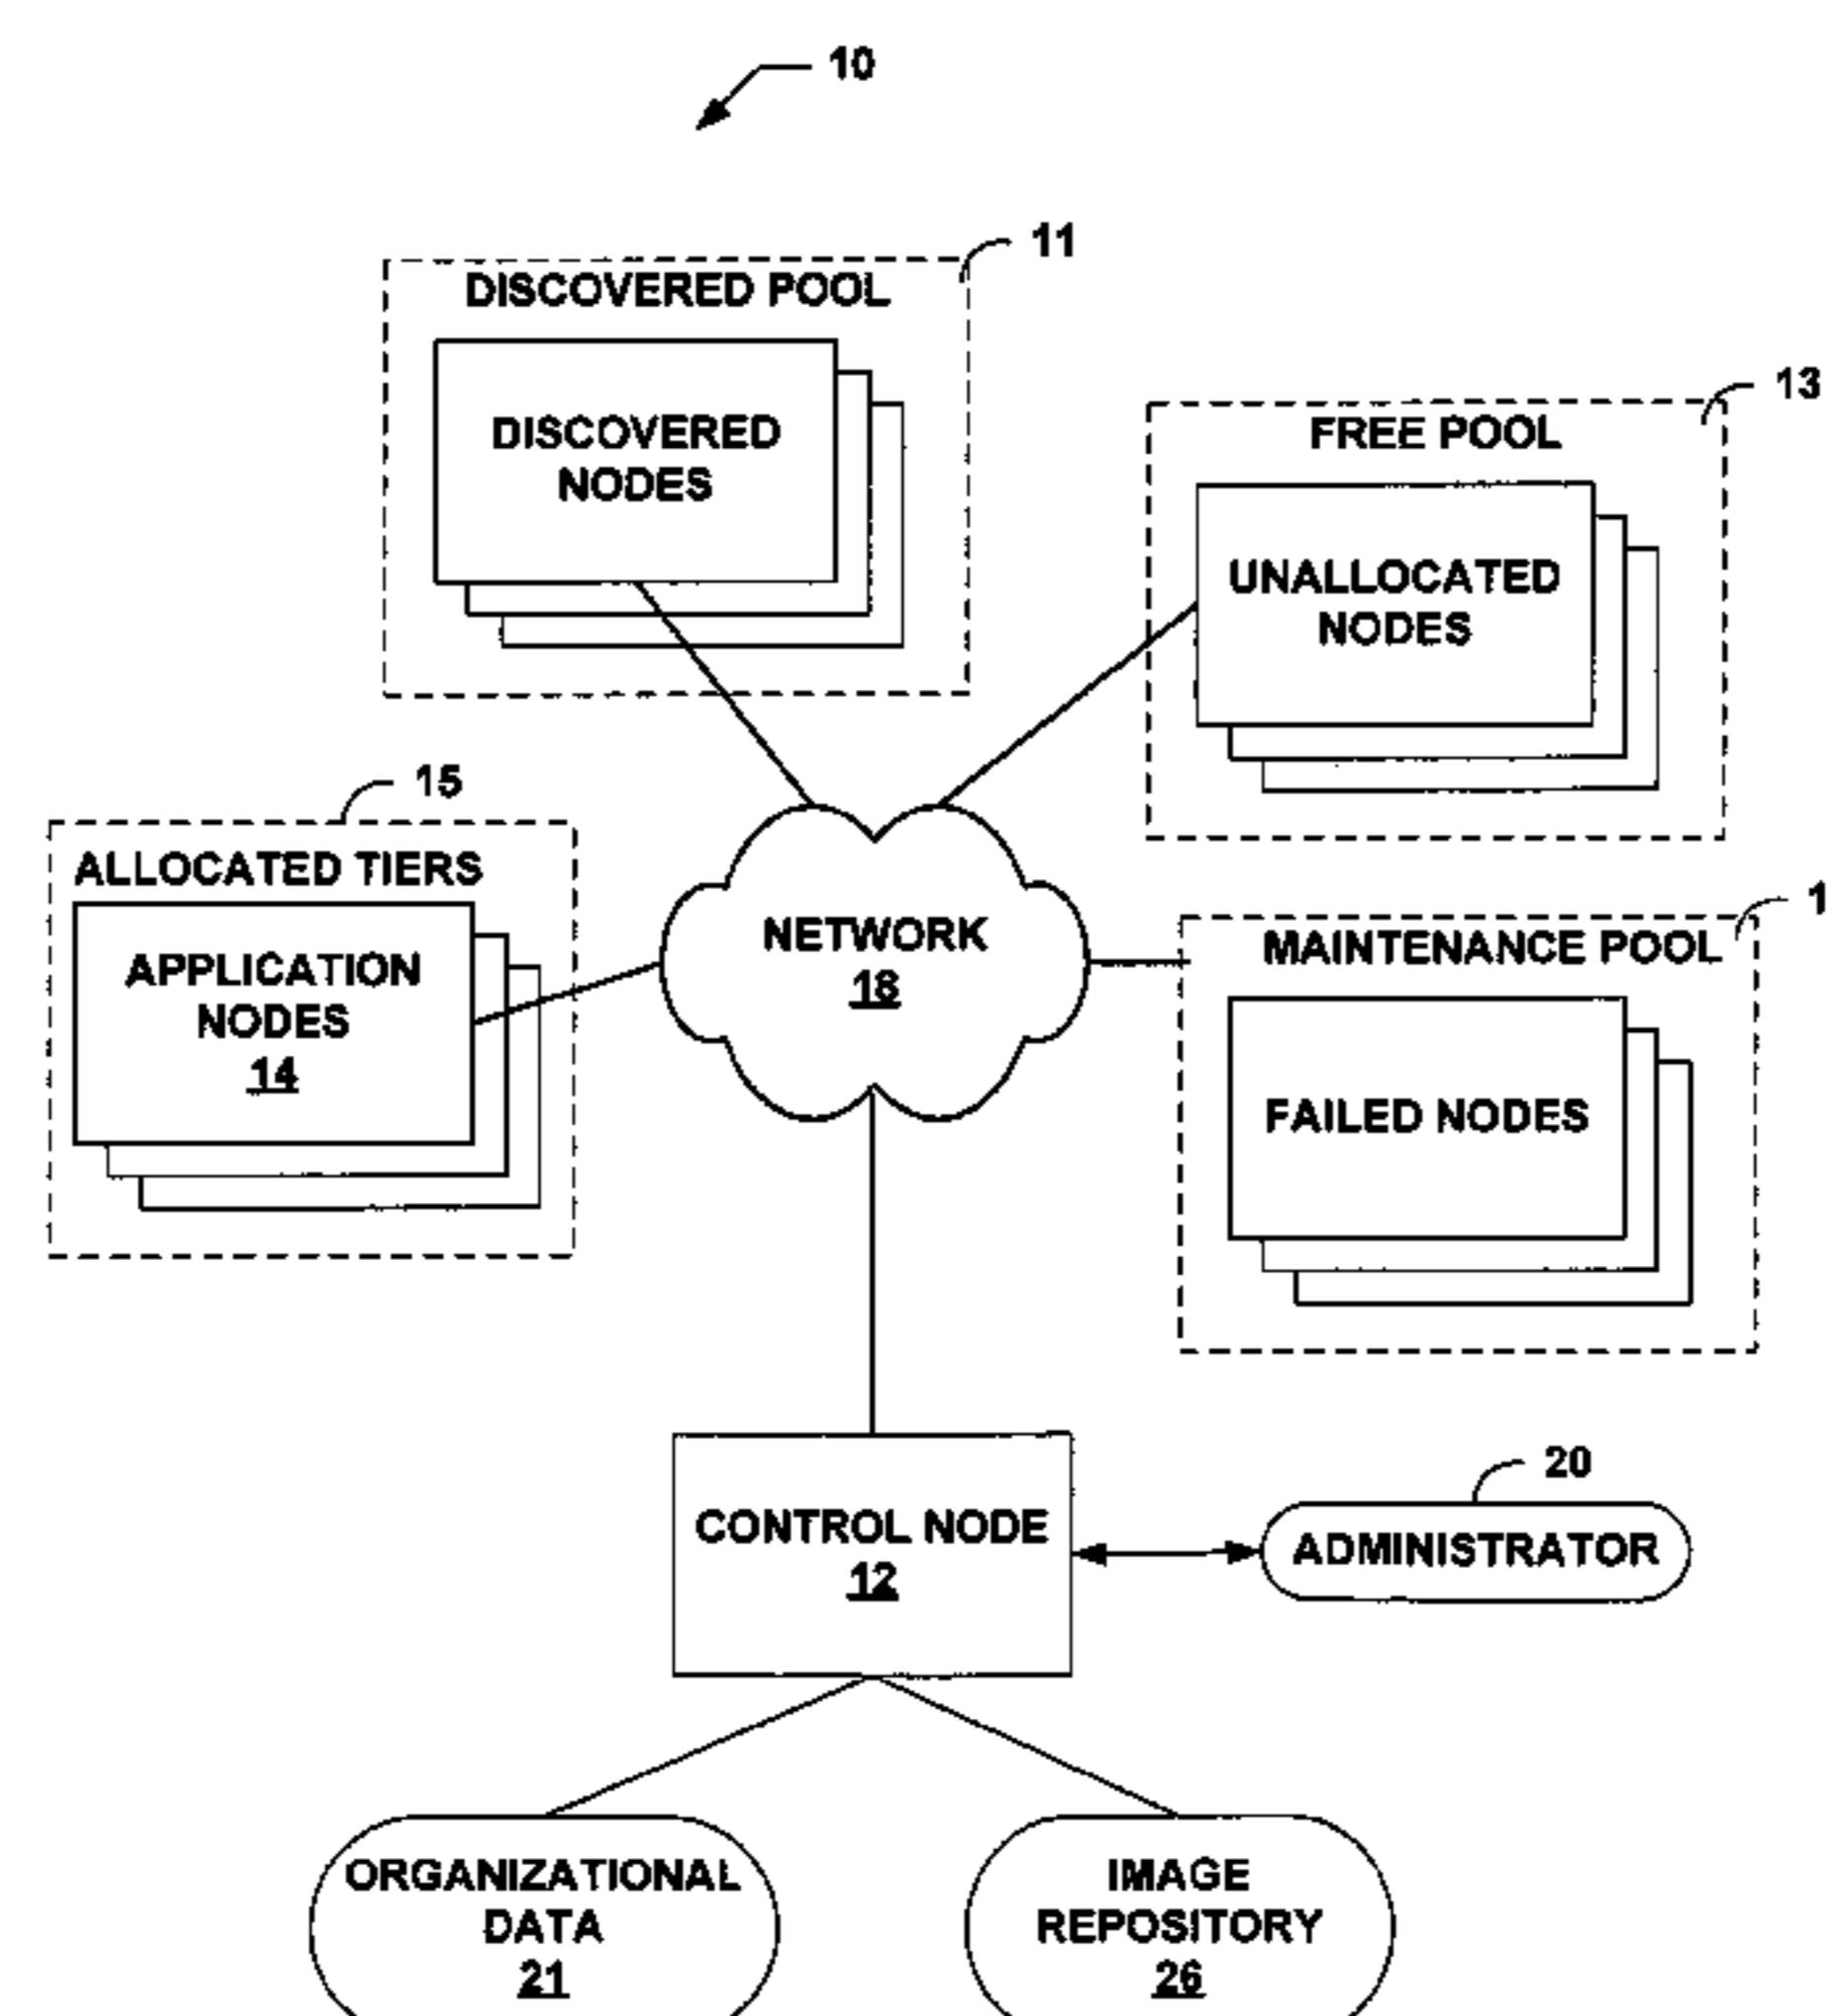 10
11
DISCOVERED POOL
DISCOVERED
NODES
13
FREE POOL
UNALLOCATED
NODES
15
ALLOCATED TIERS
APPLICATION
NODES
14
NETWORK
18
1
MAINTENANCE POOL
FAILED NODES
CONTROL NODE
12
20
ADMINISTRATOR
ORGANIZATIONAL
DATA
21
IMAGE
REPOSITORY
26